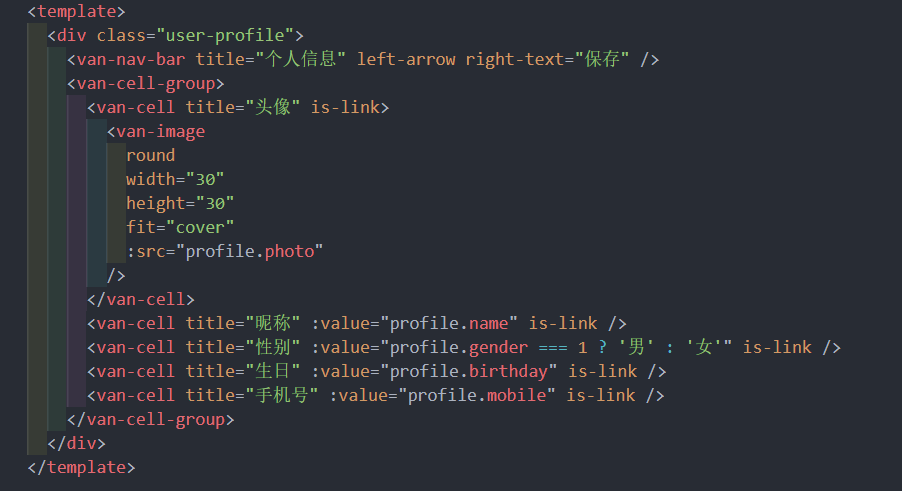 <template>
<div class="user-profile">
<van-nav-bar title="个人信息" left-arrow right-text="保存" />
<van-cell-group>
<van-cell title="头像" is-link>
<van-image
round
width="30"
height="30"
fit="cover"
:src="profile.photo"
/>
</van-cell>
<van-cell title="昵称" :value="profile.name" is-link />
<van-cell title="性别" :value="profile.gender === 1 ? '男' : '女'" is-link />
<van-cell title="生日" :value="profile.birthday" is-link />
<van-cell title="手机号" :value="profile.mobile" is-link />
</van-cell-group>
</div>
</template>